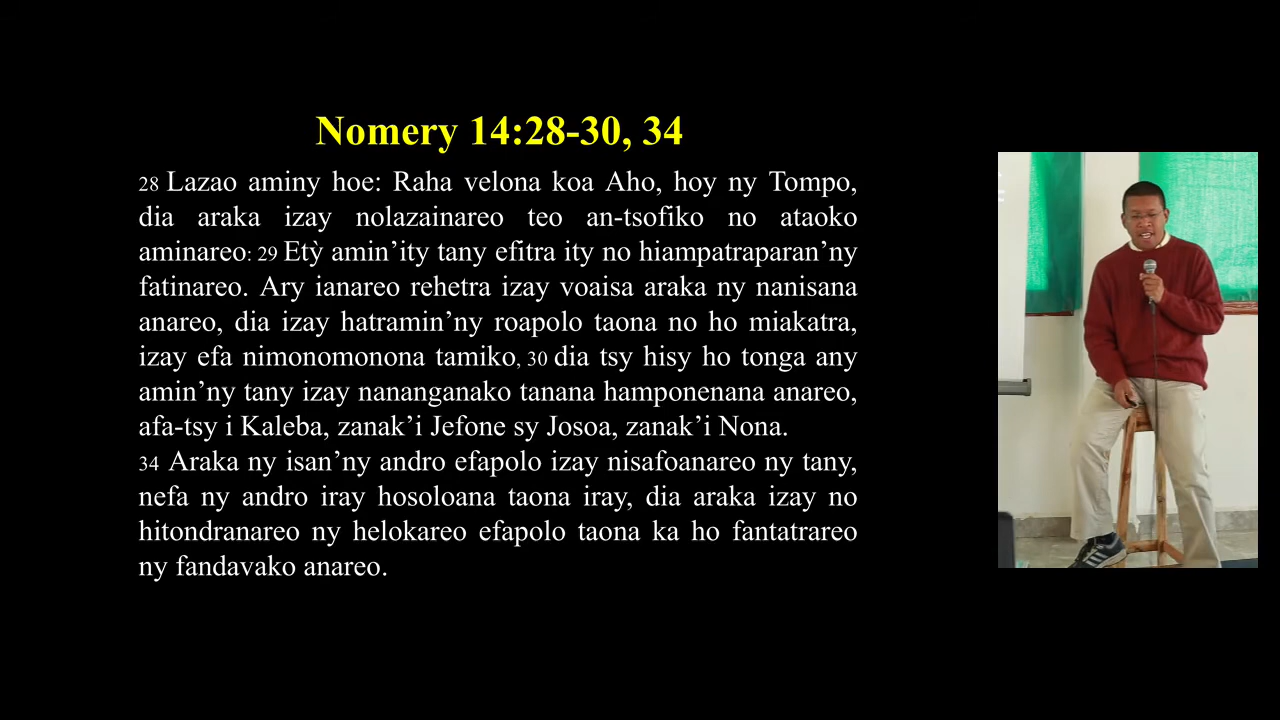 Nomery 14:28-30, 34
28 Lazao aminy hoe: Raha velona koa Aho, hoy ny Tompo,
dia araka izay nolazainareo teo an-tsofiko no ataoko
aminareo: 29 Etỳ amin’ity tany efitra ity no hiampatraparan’ny
fatinareo. Ary ianareo rehetra izay voaisa araka ny nanisana
anareo, dia izay hatramin’ny roapolo taona no ho miakatra,
izay efa nimonomonona tamiko, 30 dia tsy hisy ho tonga any
amin’ny tany izay nananganako tanana hamponenana anareo,
afa-tsy i Kaleba, zanak’i Jefone sy Josoa, zanak’i Nona.
34 Araka ny isan’ny andro efapolo izay nisafoanareo ny tany,
nefa ny andro iray hosoloana taona iray, dia araka izay no
hitondranareo ny helokareo efapolo taona ka ho fantatrareo
ny fandavako anareo.